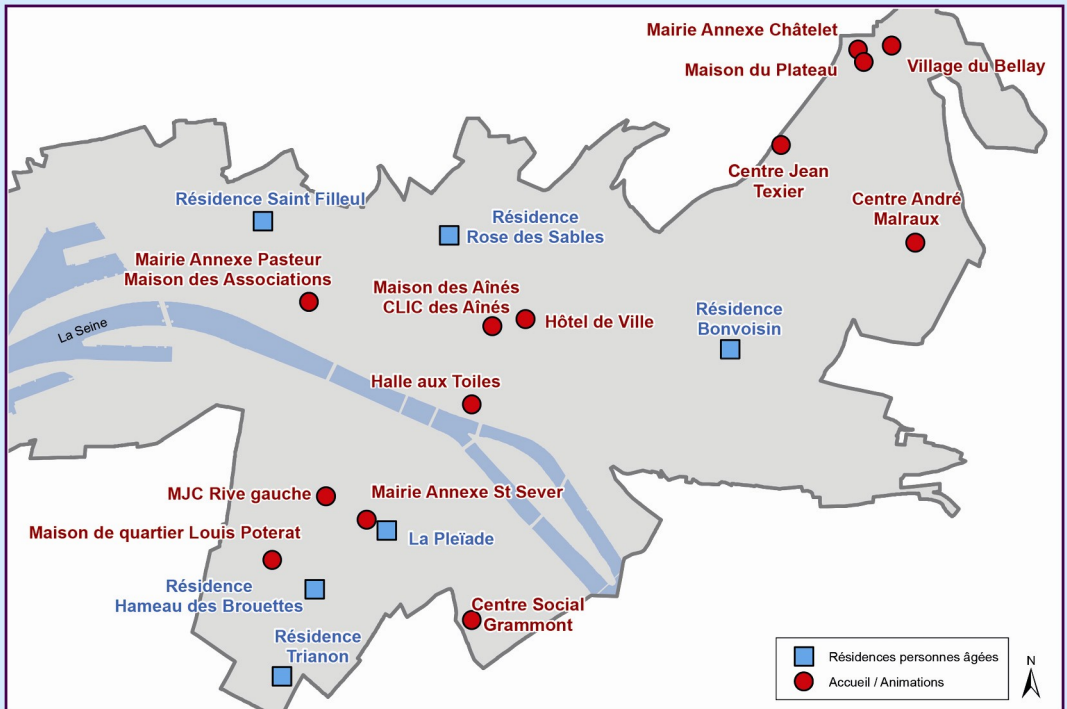 Mairie Annexe Châtelet
Maison du Plateau
Village du Bellay
Centre Jean
Texier
Centre André
Malraux
Résidence Saint Filleul
Résidence
Rose des Sables
Mairie Annexe Pasteur
Maison des Associations
Maison des Aînés
CLIC des Aînés
Hôtel de Ville
Résidence
Bonvoisin
La Seine
Halle aux Toiles
MJC Rive gauche
Mairie Annexe St Sever
Maison de quartier Louis Poterat
La Pleïade
Résidence
Hameau des Brouettes
Centre Social
Grammont
Résidence
Trianon
Résidences personnes âgées
Accueil / Animations
N